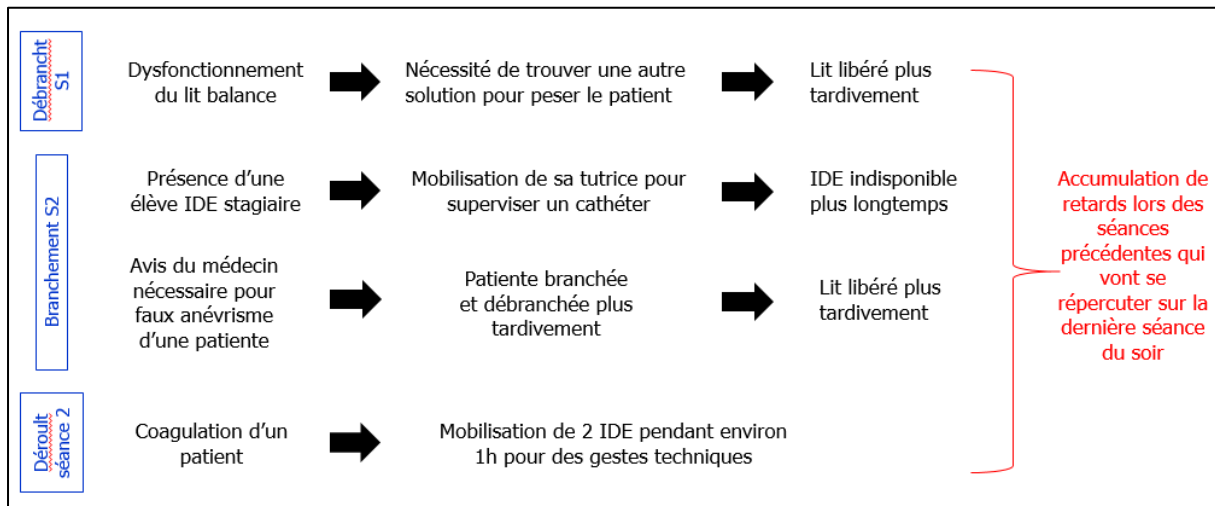 Débrancht
S1
Dysfonctionnement
du lit balance
Nécessité de trouver une autre
solution pour peser le patient
Lit libéré plus
tardivement
Branchement S2
Présence d’une
élève IDE stagiaire
Mobilisation de sa tutrice pour
superviser un cathéter
IDE indisponible
plus longtemps
Avis du médecin
nécessaire pour
faux anévrisme
d’une patiente
Patiente branchée
et débranchée plus
tardivement
Lit libéré plus
tardivement
Déroult
séance 2
Coagulation d’un
patient
Mobilisation de 2 IDE pendant environ
1h pour des gestes techniques
Accumulation de
retards lors des
séances
précédentes qui
vont se
répercuter sur la
dernière séance
du soir